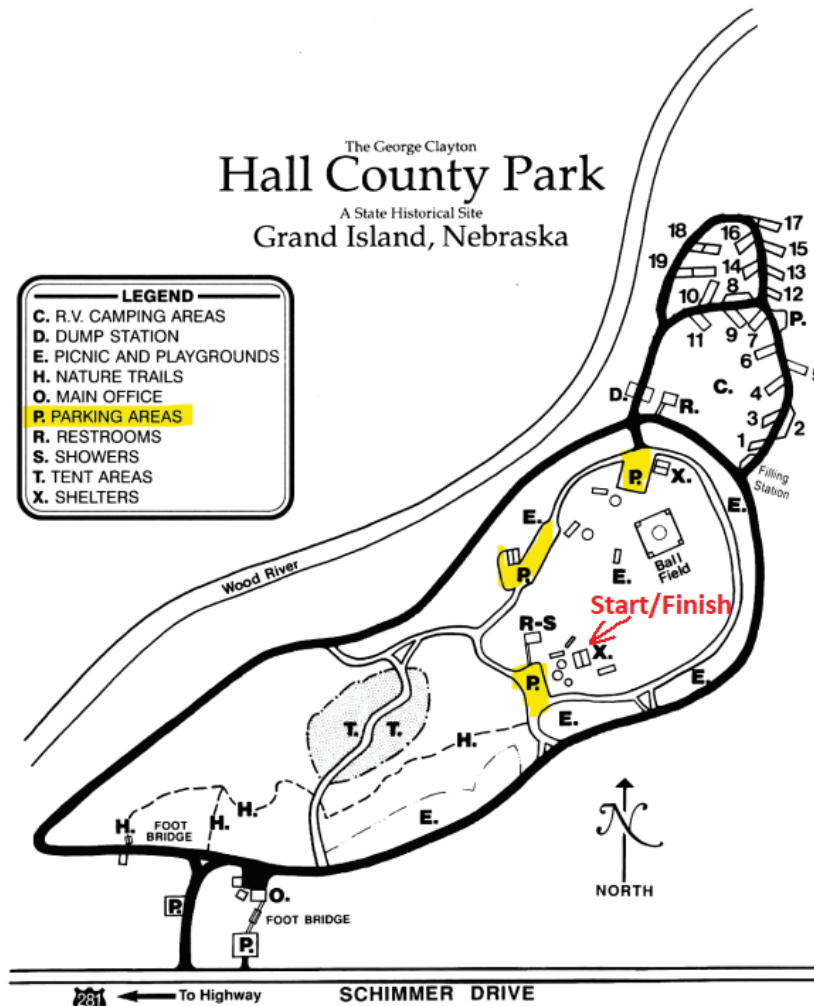 The George Clayton
Hall County Park
A State Historical Site
Grand Island, Nebraska
LEGEND
C. R.V. CAMPING AREAS
D. DUMP STATION
E. PICNIC AND PLAYGROUNDS
H. NATURE TRAILS
O. MAIN OFFICE
P. PARKING AREAS
R. RESTROOMS
S. SHOWERS
T. TENT AREAS
X. SHELTERS
17
16
18
15
19
14
13
8
12
10
P.
11
9
7
6
5
C.
4
D.
R.
3
2
1
Filling
Station
P.
X.
E.
E.
Ball
Field
P.
E.
Wood River
Start/Finish
R-S
X.
P.
E.
E.
T.
T.
H.
H.
E.
H.
FOOT
BRIDGE
H.
N
NORTH
O.
P.
FOOT BRIDGE
P.
281
To Highway
SCHIMMER DRIVE